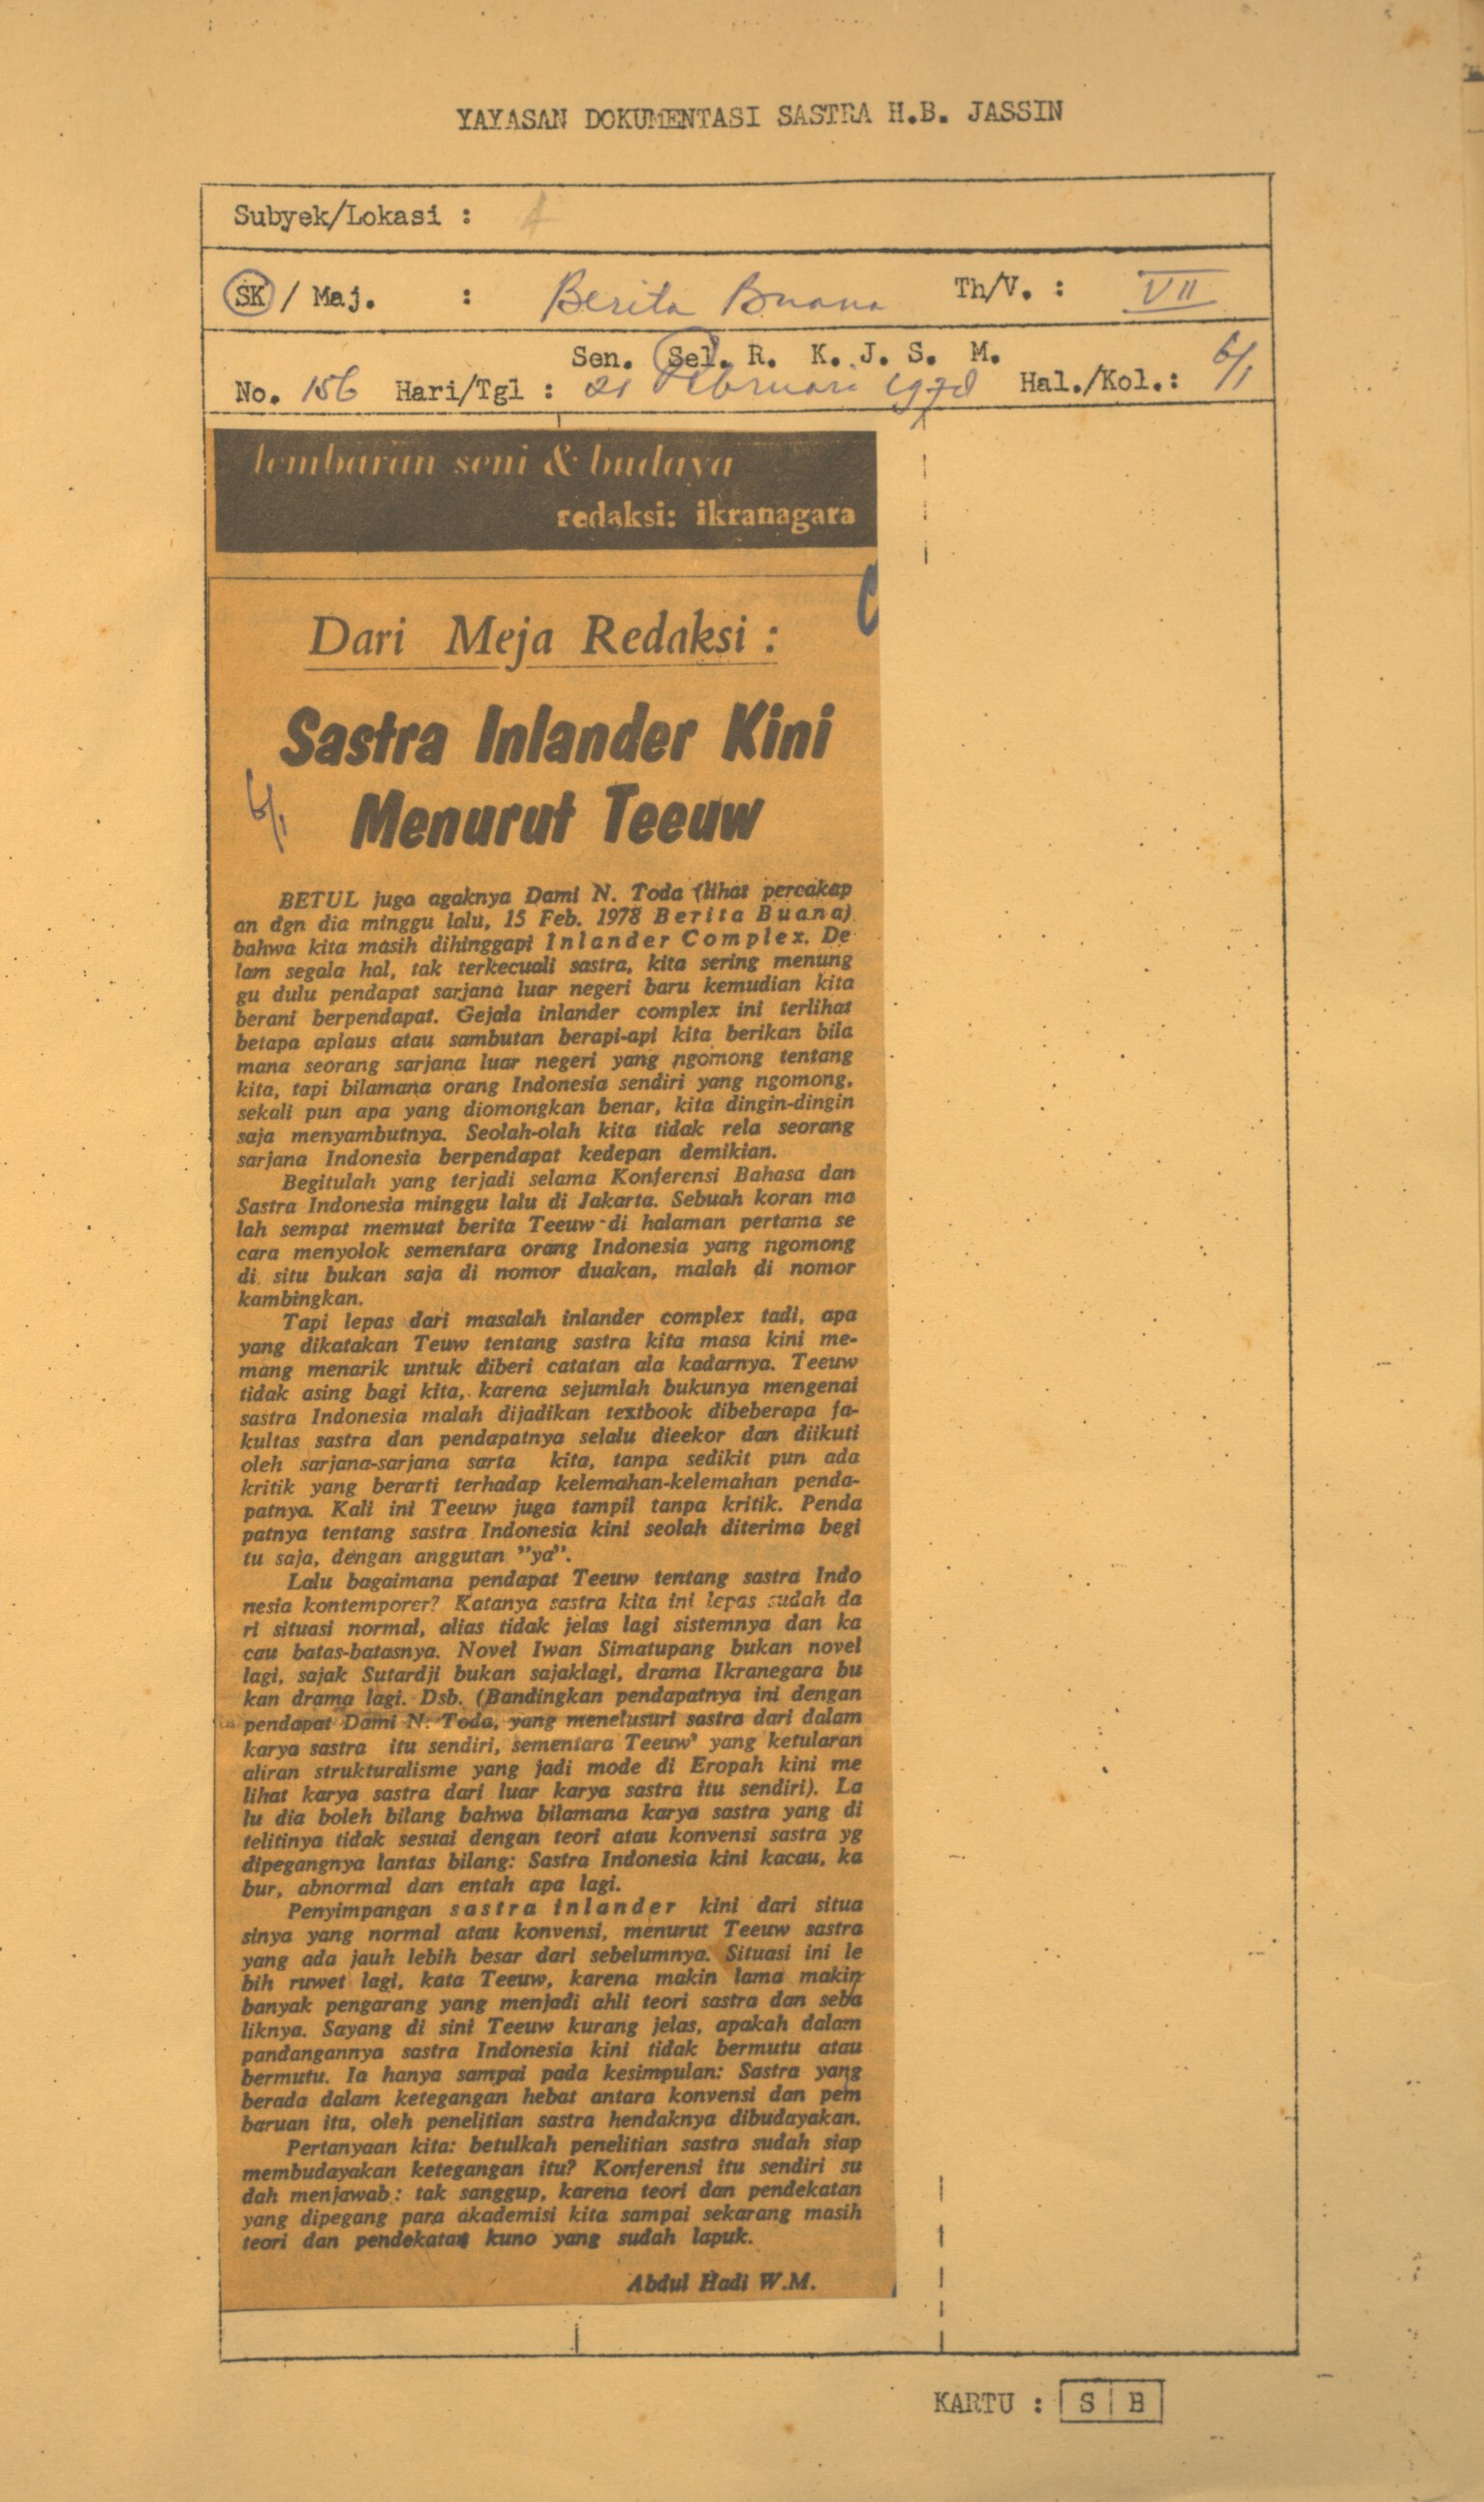 YAYASAN DOKUMENTASI SASTRA H.B. JASSIN
Subyek/Lokasi :
SK / Maj. : Berita Buana Th/V. : VII
Sen. Sel. R. K. J. S. M.
No. 156 Hari/Tgl : 21 Februari 1978 Hal./Kol.: 6/1
lembaran seni & budaya
redaksi: ikranagara
Dari Meja Redaksi :
Sastra Inlander Kini
6/1
Menurut Teeuw
BETUL juga agaknya Dami N. Toda (lihat percakap
an dgn dia minggu lalu, 15 Feb. 1978 Berita Buana)
bahwa kita masih dihinggapi Inlander Complex. De
lam segala hal, tak terkecuali sastra, kita sering menung
gu dulu pendapat sarjana luar negeri baru kemudian kita
berani berpendapat. Gejala inlander complex ini terlihat
betapa aplaus atau sambutan berapi-api kita berikan bila
mana seorang sarjana luar negeri yang ngomong tentang
kita, tapi bilamana orang Indonesia sendiri yang ngomong,
sekali pun apa yang diomongkan benar, kita dingin-dingin
saja menyambutnya. Seolah-olah kita tidak rela seorang
sarjana Indonesia berpendapat kedepan demikian.
Begitulah yang terjadi selama Konferensi Bahasa dan
Sastra Indonesia minggu lalu di Jakarta. Sebuah koran ma
lah sempat memuat berita Teeuw di halaman pertama se
cara menyolok sementara orang Indonesia yang ngomong
di situ bukan saja di nomor duakan, malah di nomor
kambingkan.
Tapi lepas dari masalah inlander complex tadi, apa
yang dikatakan Teuw tentang sastra kita masa kini me-
mang menarik untuk diberi catatan ala kadarnya. Teeuw
tidak asing bagi kita, karena sejumlah bukunya mengenai
sastra Indonesia malah dijadikan textbook dibeberapa fa-
kultas sastra dan pendapatnya selalu dieekor dan diikuti
oleh sarjana-sarjana sarta kita, tanpa sedikit pun ada
kritik yang berarti terhadap kelemahan-kelemahan penda-
patnya. Kali ini Teeuw juga tampil tanpa kritik. Penda
patnya tentang sastra Indonesia kini seolah diterima begi
tu saja, dengan anggutan "ya".
Lalu bagaimana pendapat Teeuw tentang sastra Indo
nesia kontemporer? Katanya sastra kita ini lepas sudah da
ri situasi normal, alias tidak jelas lagi sistemnya dan ka
cau batas-batasnya. Novel Iwan Simatupang bukan novel
lagi, sajak Sutardji bukan sajaklagi, drama Ikranegara bu
kan drama lagi. Dsb. (Bandingkan pendapatnya ini dengan
pendapat Dami N. Toda, yang menelusuri sastra dari dalam
karya sastra itu sendiri, sementara Teeuw' yang ketularan
aliran strukturalisme yang jadi mode di Eropah kini me
lihat karya sastra dari luar karya sastra itu sendiri). La
lu dia boleh bilang bahwa bilamana karya sastra yang di
telitinya tidak sesuai dengan teori atau konvensi sastra yg
dipegangnya lantas bilang: Sastra Indonesia kini kacau, ka
bur, abnormal dan entah apa lagi.
Penyimpangan sastra inlander kini dari situa
sinya yang normal atau konvensi, menurut Teeuw sastra
yang ada jauh lebih besar dari sebelumnya. Situasi ini le
bih ruwet lagi, kata Teeuw, karena makin lama makin
banyak pengarang yang menjadi ahli teori sastra dan seba
liknya. Sayang di sini Teeuw kurang jelas, apakah dalam
pandangannya sastra Indonesia kini tidak bermutu atau
bermutu. Ia hanya sampai pada kesimpulan: Sastra yang
berada dalam ketegangan hebat antara konvensi dan pem
baruan itu, oleh penelitian sastra hendaknya dibudayakan.
Pertanyaan kita: betulkah penelitian sastra sudah siap
membudayakan ketegangan itu? Konferensi itu sendiri su
dah menjawab: tak sanggup, karena teori dan pendekatan
yang dipegang para akademisi kita sampai sekarang masih
teori dan pendekatan kuno yang sudah lapuk.
Abdul Hadi W.M.
KARTU : S B